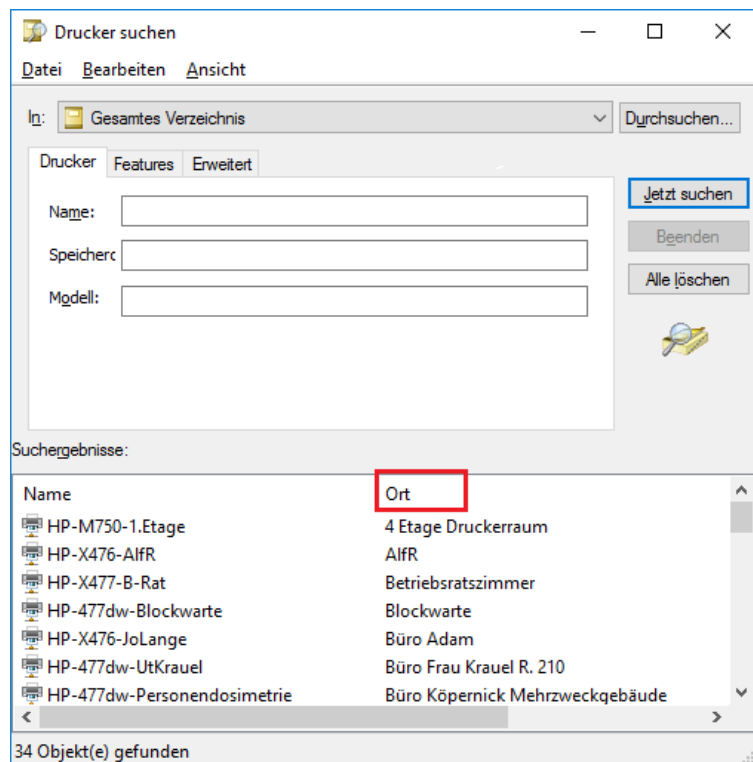 Drucker suchen
Datei Bearbeiten Ansicht
In: Gesamtes Verzeichnis Durchsuchen...
Drucker Features Erweitert
Jetzt suchen
Name:
Beenden
Speicherc
Alle löschen
Modell:
Suchergebnisse:
Name Ort
HP-M750-1.Etage 4 Etage Druckerraum
HP-X476-AlfR AlfR
HP-X477-B-Rat Betriebsratszimmer
HP-477dw-Blockwarte Blockwarte
HP-X476-JoLange Büro Adam
HP-477dw-UtKrauel Büro Frau Krauel R. 210
HP-477dw-Personendosimetrie Büro Köpernick Mehrzweckgebäude
34 Objekt(e) gefunden